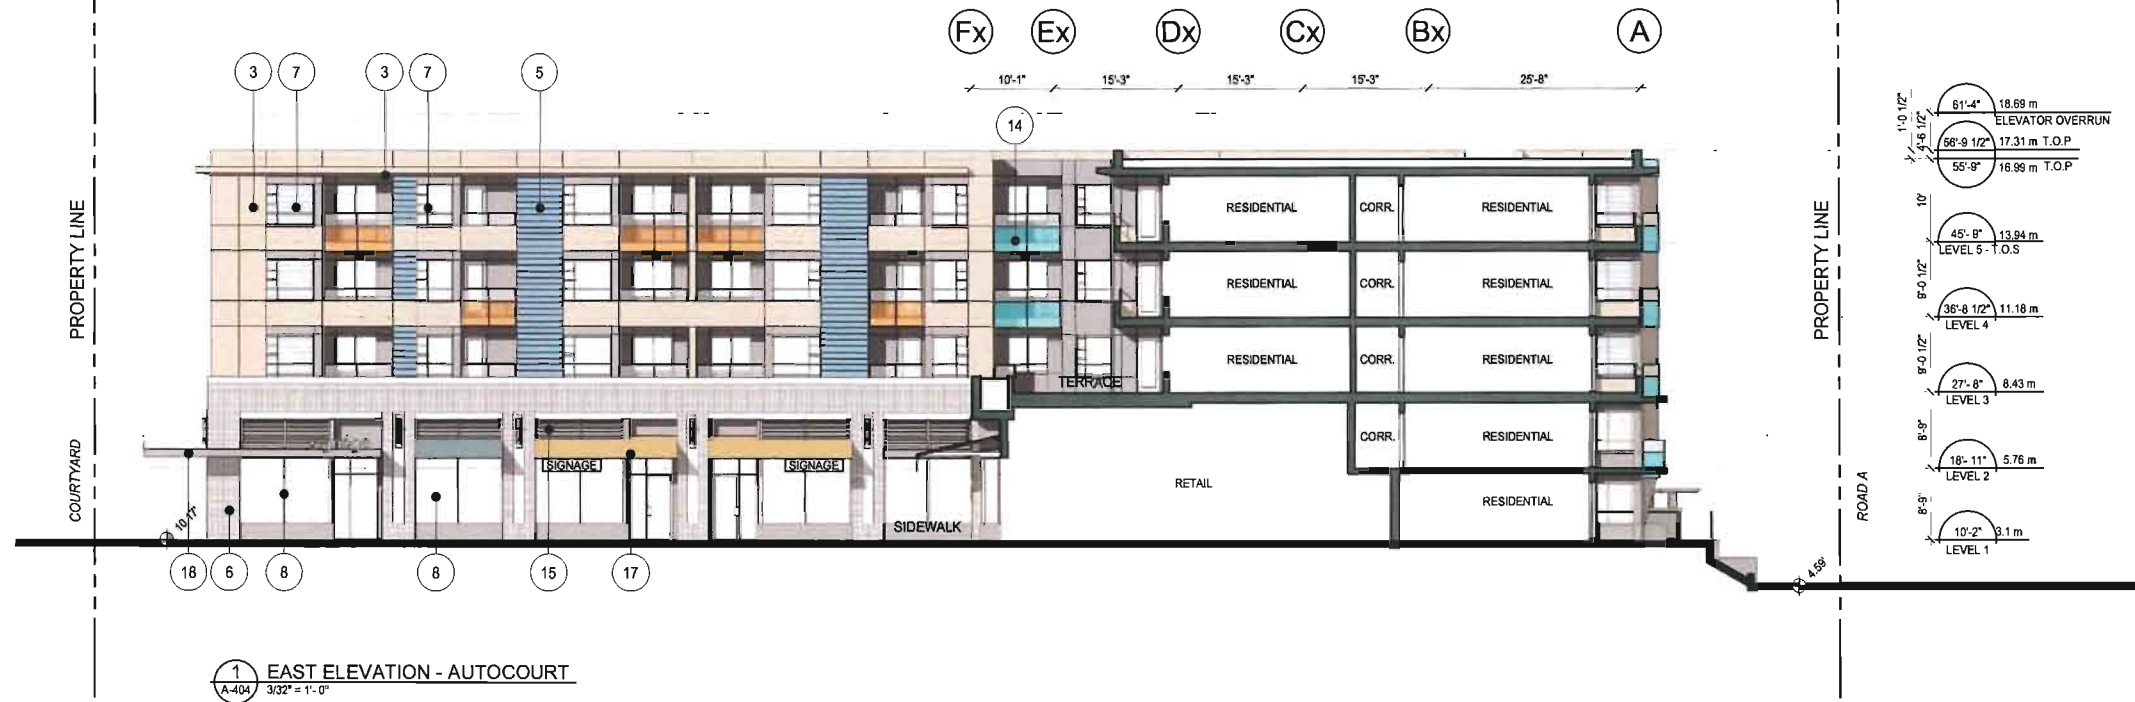 Fx Ex Dx Cx Bx A
3 7 3 7 5
10'-1" 15'-3" 15'-3" 15'-3" 25'-8"
14
61'-4" 18.69 m
ELEVATOR OVERRUN
1'-0 1/2"
4'-6 1/2"
56'-9 1/2" 17.31 m T.O.P
55'-9" 16.99 m T.O.P
PROPERTY LINE
RESIDENTIAL CORR. RESIDENTIAL
PROPERTY LINE
10'
45'- 9" 13.94 m
LEVEL 5 - T.O.S
RESIDENTIAL CORR. RESIDENTIAL
9'-0 1/2"
36'-8 1/2" 11.18 m
LEVEL 4
RESIDENTIAL CORR. RESIDENTIAL
9'-0 1/2"
TERRACE
27'- 8" 8.43 m
LEVEL 3
CORR. RESIDENTIAL
8'-9"
COURTYARD
SIGNAGE SIGNAGE
18'- 11" 5.76 m
LEVEL 2
RETAIL
RESIDENTIAL
ROAD A
8'-9"
10.17'
SIDEWALK
10'-2" 3.1 m
LEVEL 1
18 6 8 8 15 17
4.59'
1 EAST ELEVATION - AUTOCOURT
A-404 3/32" = 1'- 0"